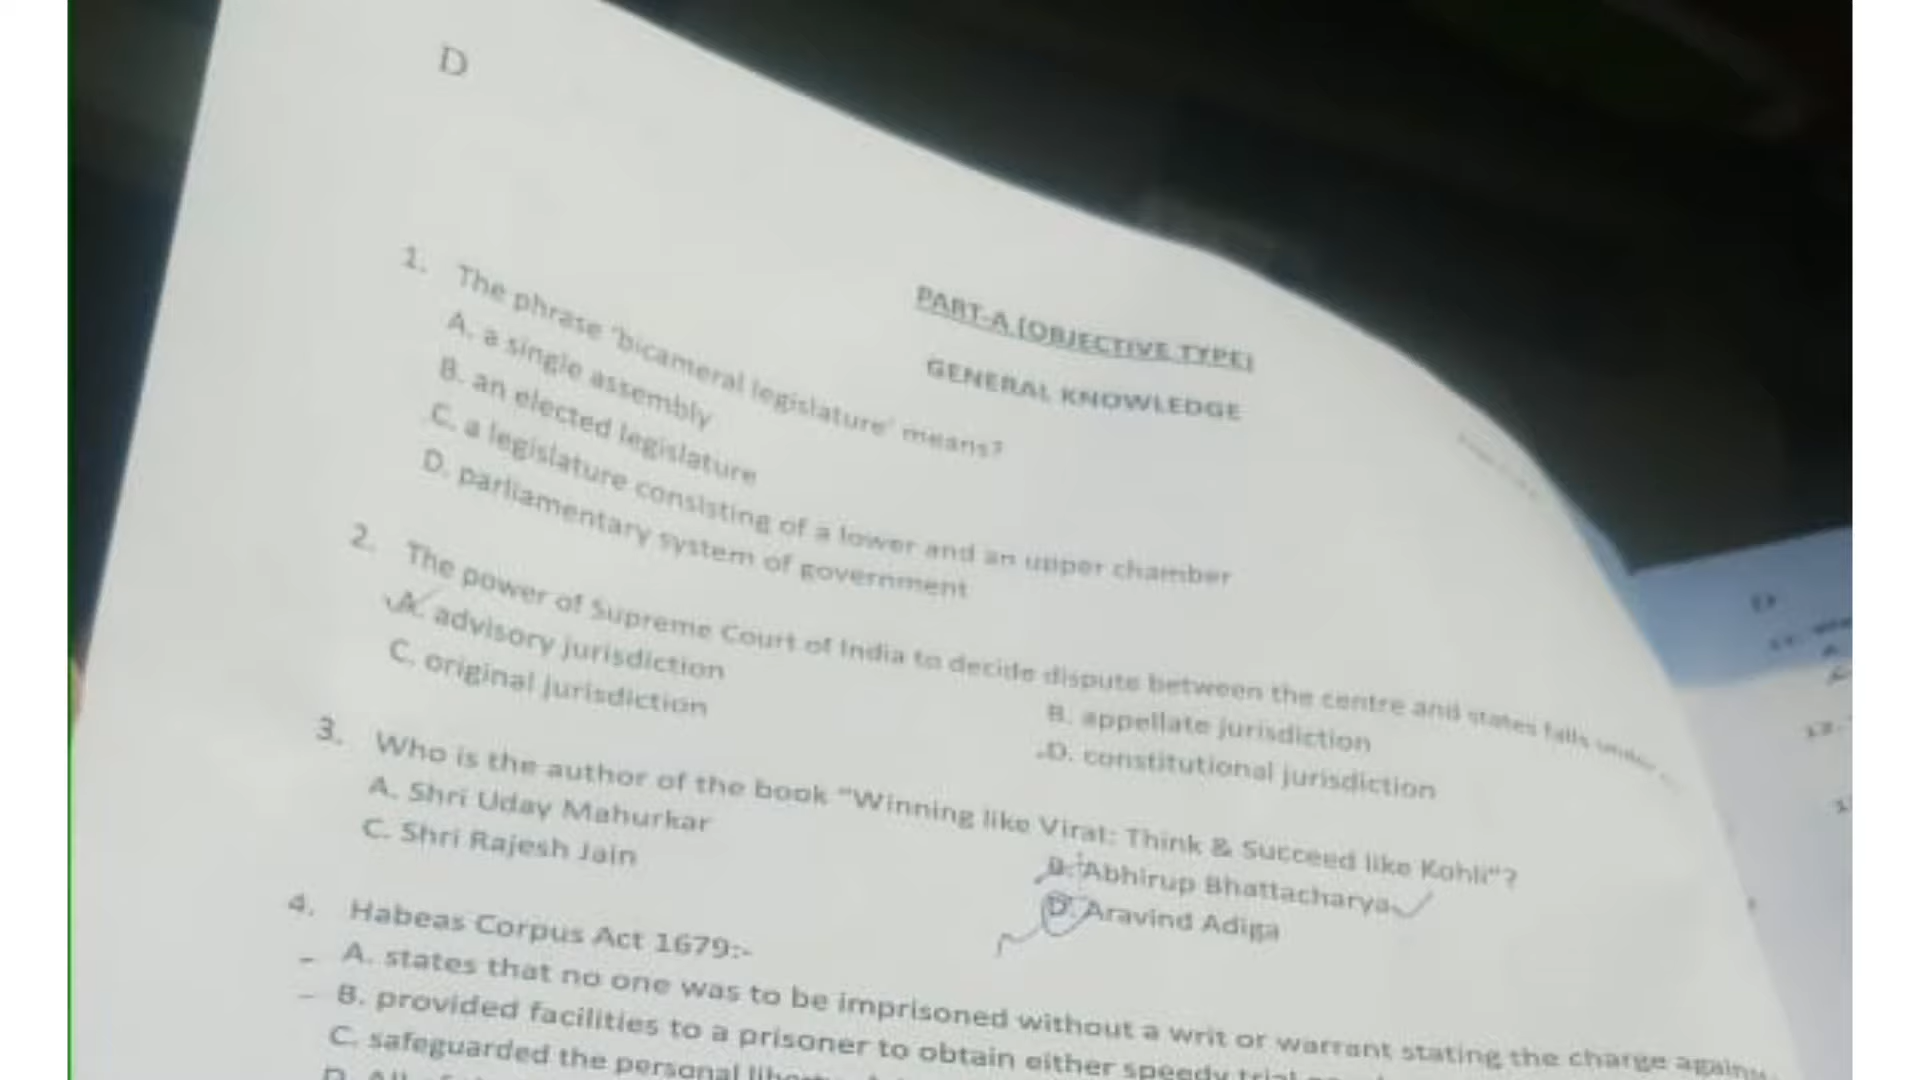 D
PART-A (OBJECTIVE TYPE)
GENERAL KNOWLEDGE
1. The phrase 'bicameral legislature' means?
A. a single assembly
B. an elected legislature
C. a legislature consisting of a lower and an upper chamber
D. parliamentary system of government
2. The power of Supreme Court of India to decide dispute between the centre and states falls under
A. advisory jurisdiction
B. appellate jurisdiction
C. original jurisdiction
D. constitutional jurisdiction
3. Who is the author of the book "Winning like Virat: Think & Succeed like Kohli"?
A. Shri Uday Mahurkar
B. Abhirup Bhattacharya
C. Shri Rajesh Jain
D. Aravind Adiga
4. Habeas Corpus Act 1679:-
A. states that no one was to be imprisoned without a writ or warrant stating the charge against
B. provided facilities to a prisoner to obtain either speedy trial
C. safeguarded the personal